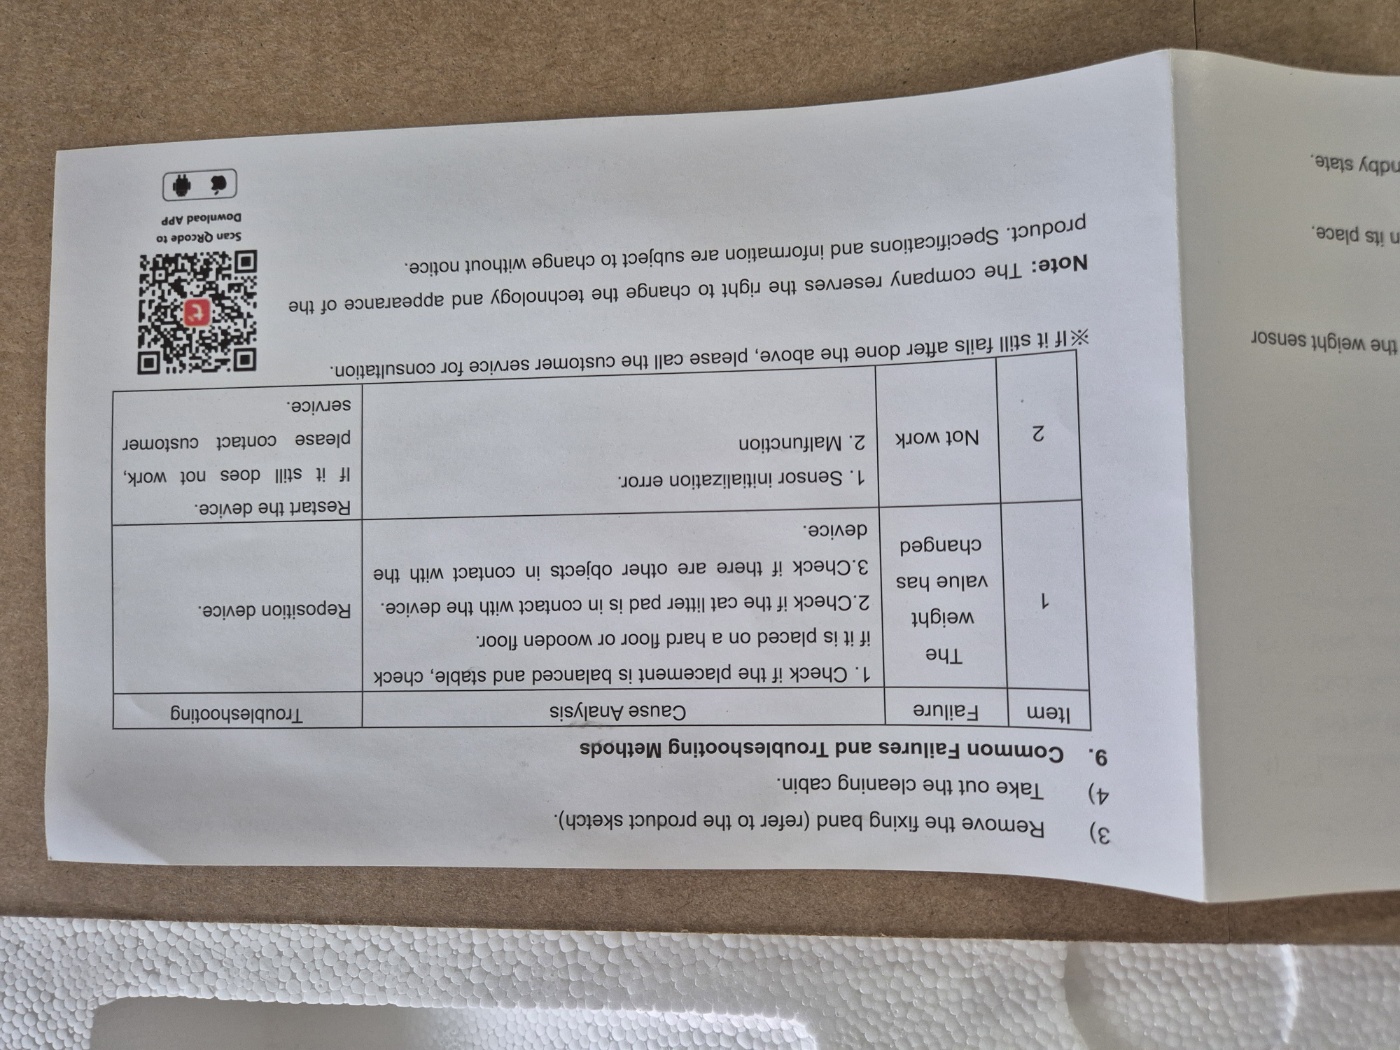 3) Remove the fixing band (refer to the product sketch).
4) Take out the cleaning cabin.
9. Common Failures and Troubleshooting Methods
Item Failure Cause Analysis Troubleshooting
1
The
weight
value has
changed
1. Check if the placement is balanced and stable, check
if it is placed on a hard floor or wooden floor.
2.Check if the cat litter pad is in contact with the device.
3.Check if there are other objects in contact with the
device.
Reposition device.
2
Not work
1. Sensor initialization error.
2. Malfunction
Restart the device.
If it still does not work,
please contact customer
service.
※If it still fails after done the above, please call the customer service for consultation.
Note: The company reserves the right to change the technology and appearance of the
product. Specifications and information are subject to change without notice.
Scan QRcode to
Download APP
the weight sensor
n its place.
ndby state.